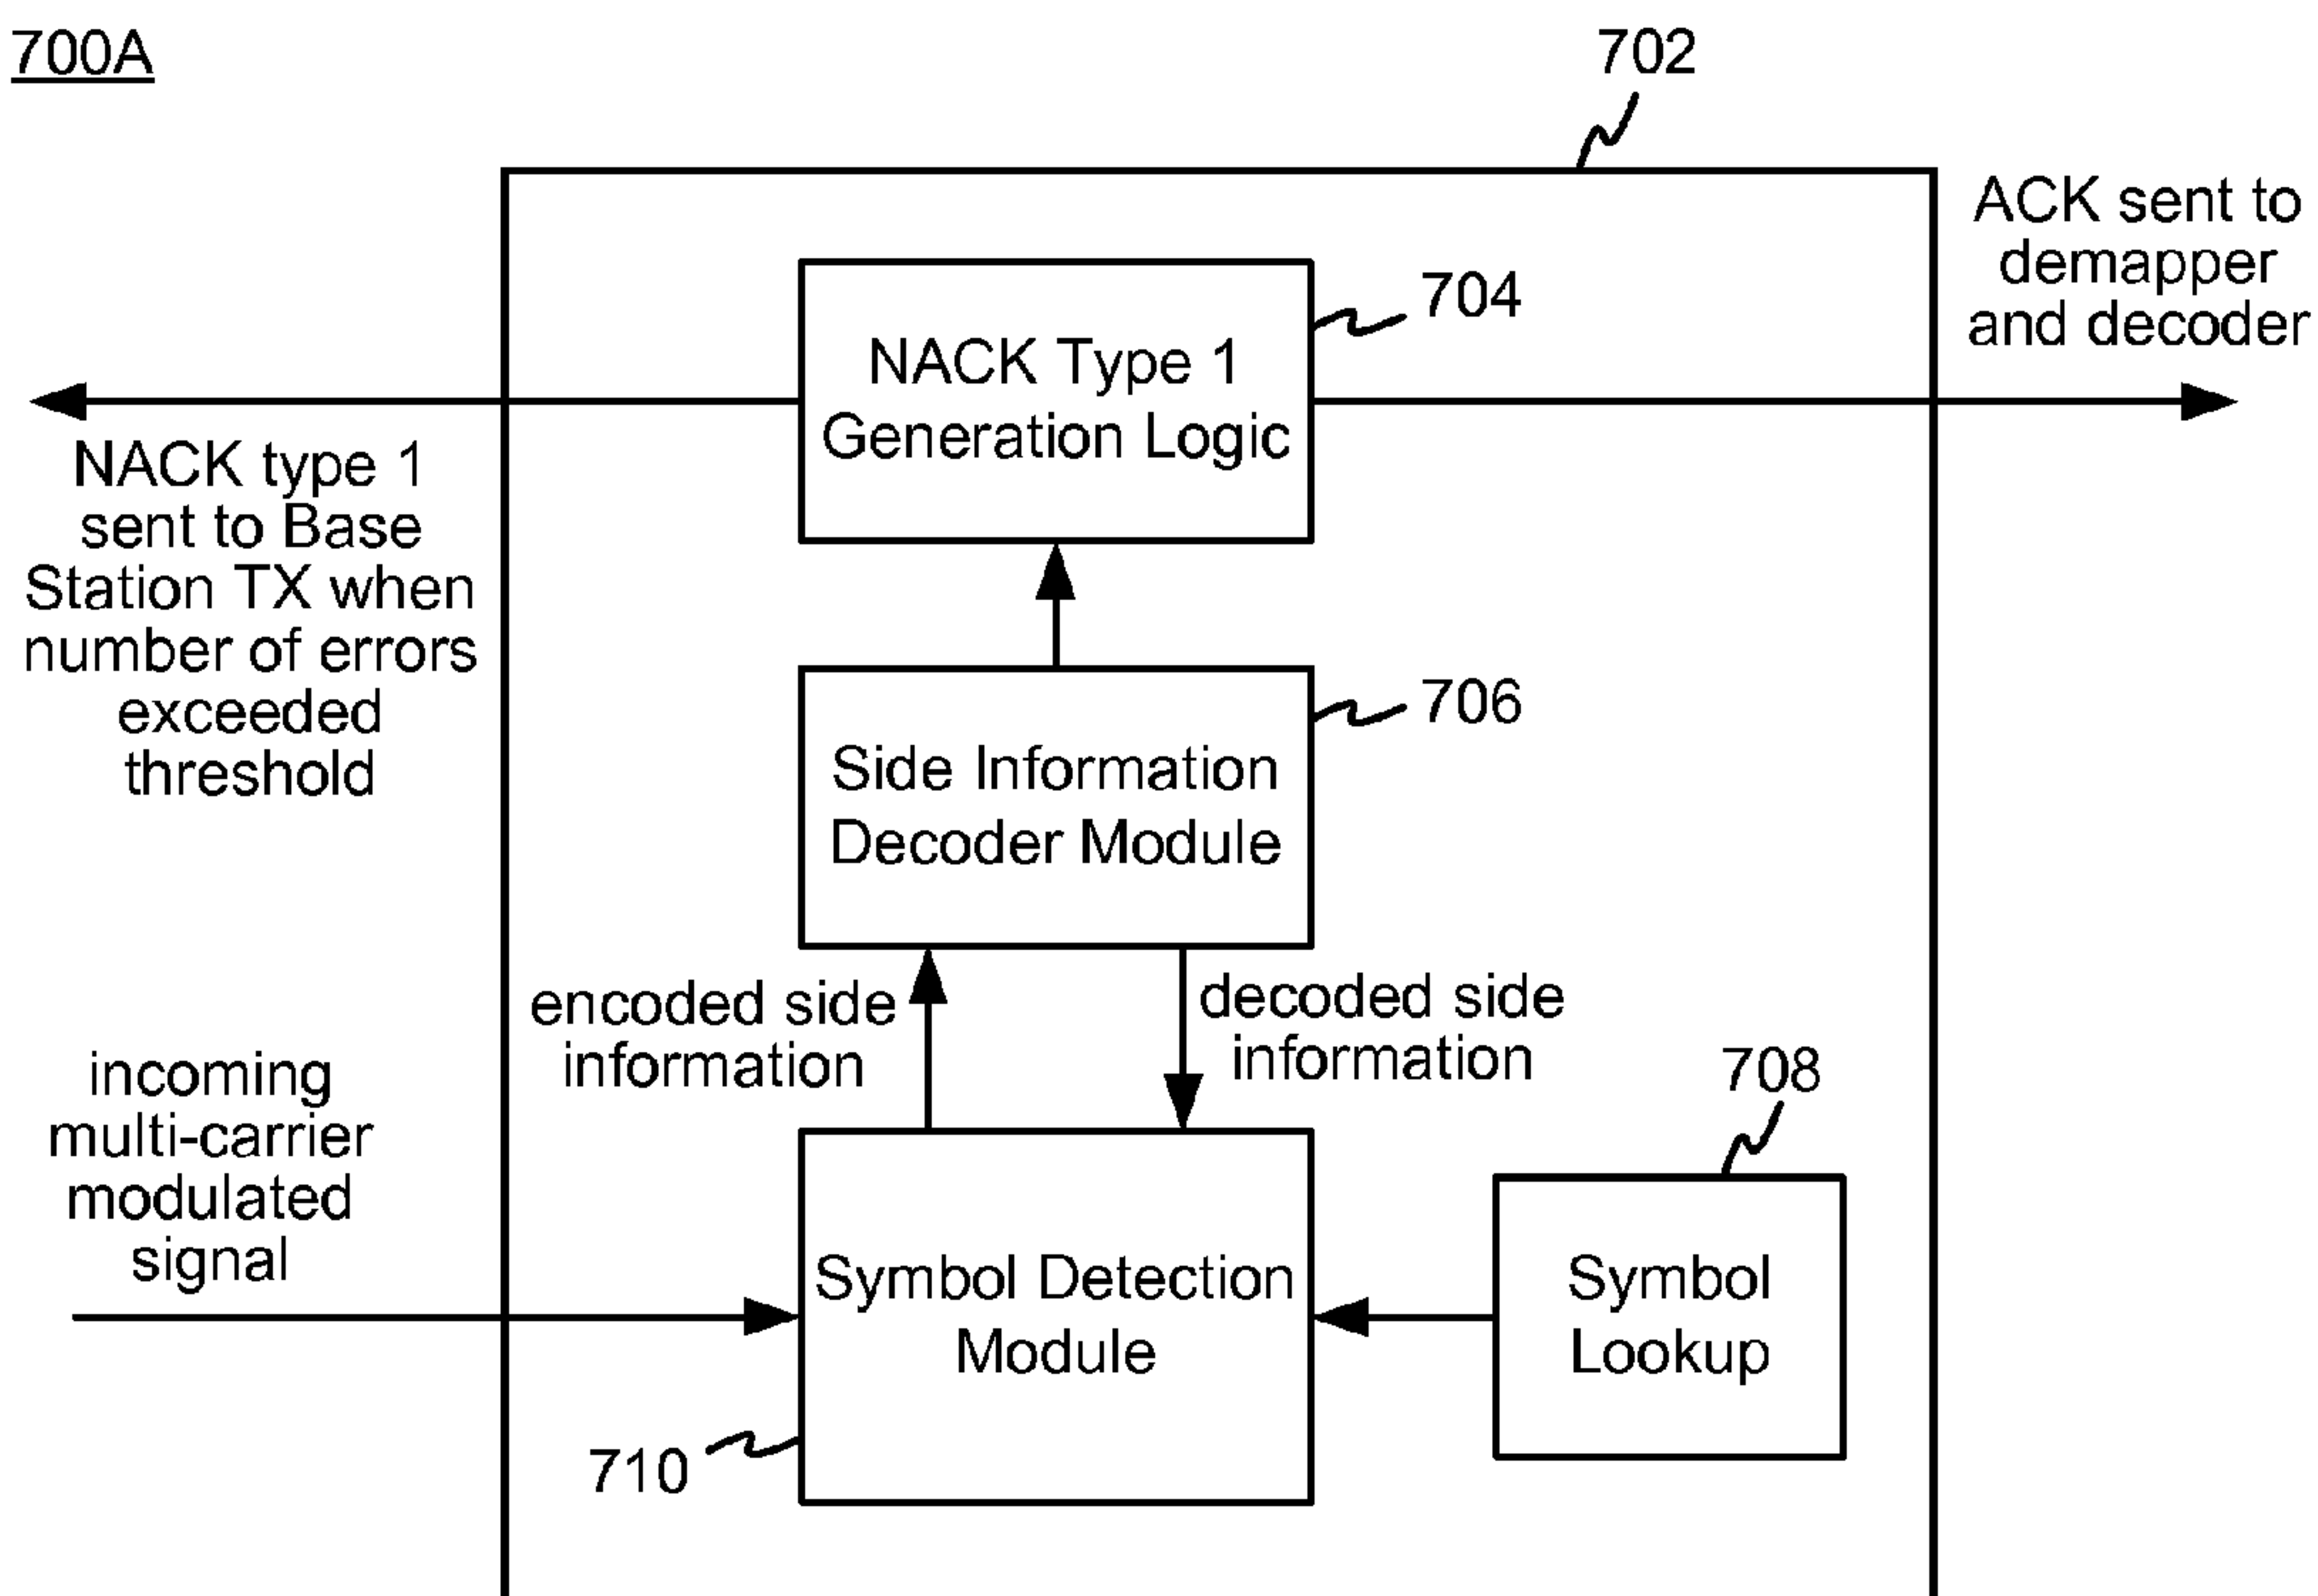 700A
702
ACK sent to
demapper
and decoder
704
NACK Type 1
Generation Logic
NACK type 1
sent to Base
Station TX when
number of errors
exceeded
threshold
706
Side Information
Decoder Module
encoded side
information
decoded side
information
incoming
multi-carrier
modulated
signal
708
Symbol Detection
Module
Symbol
Lookup
710